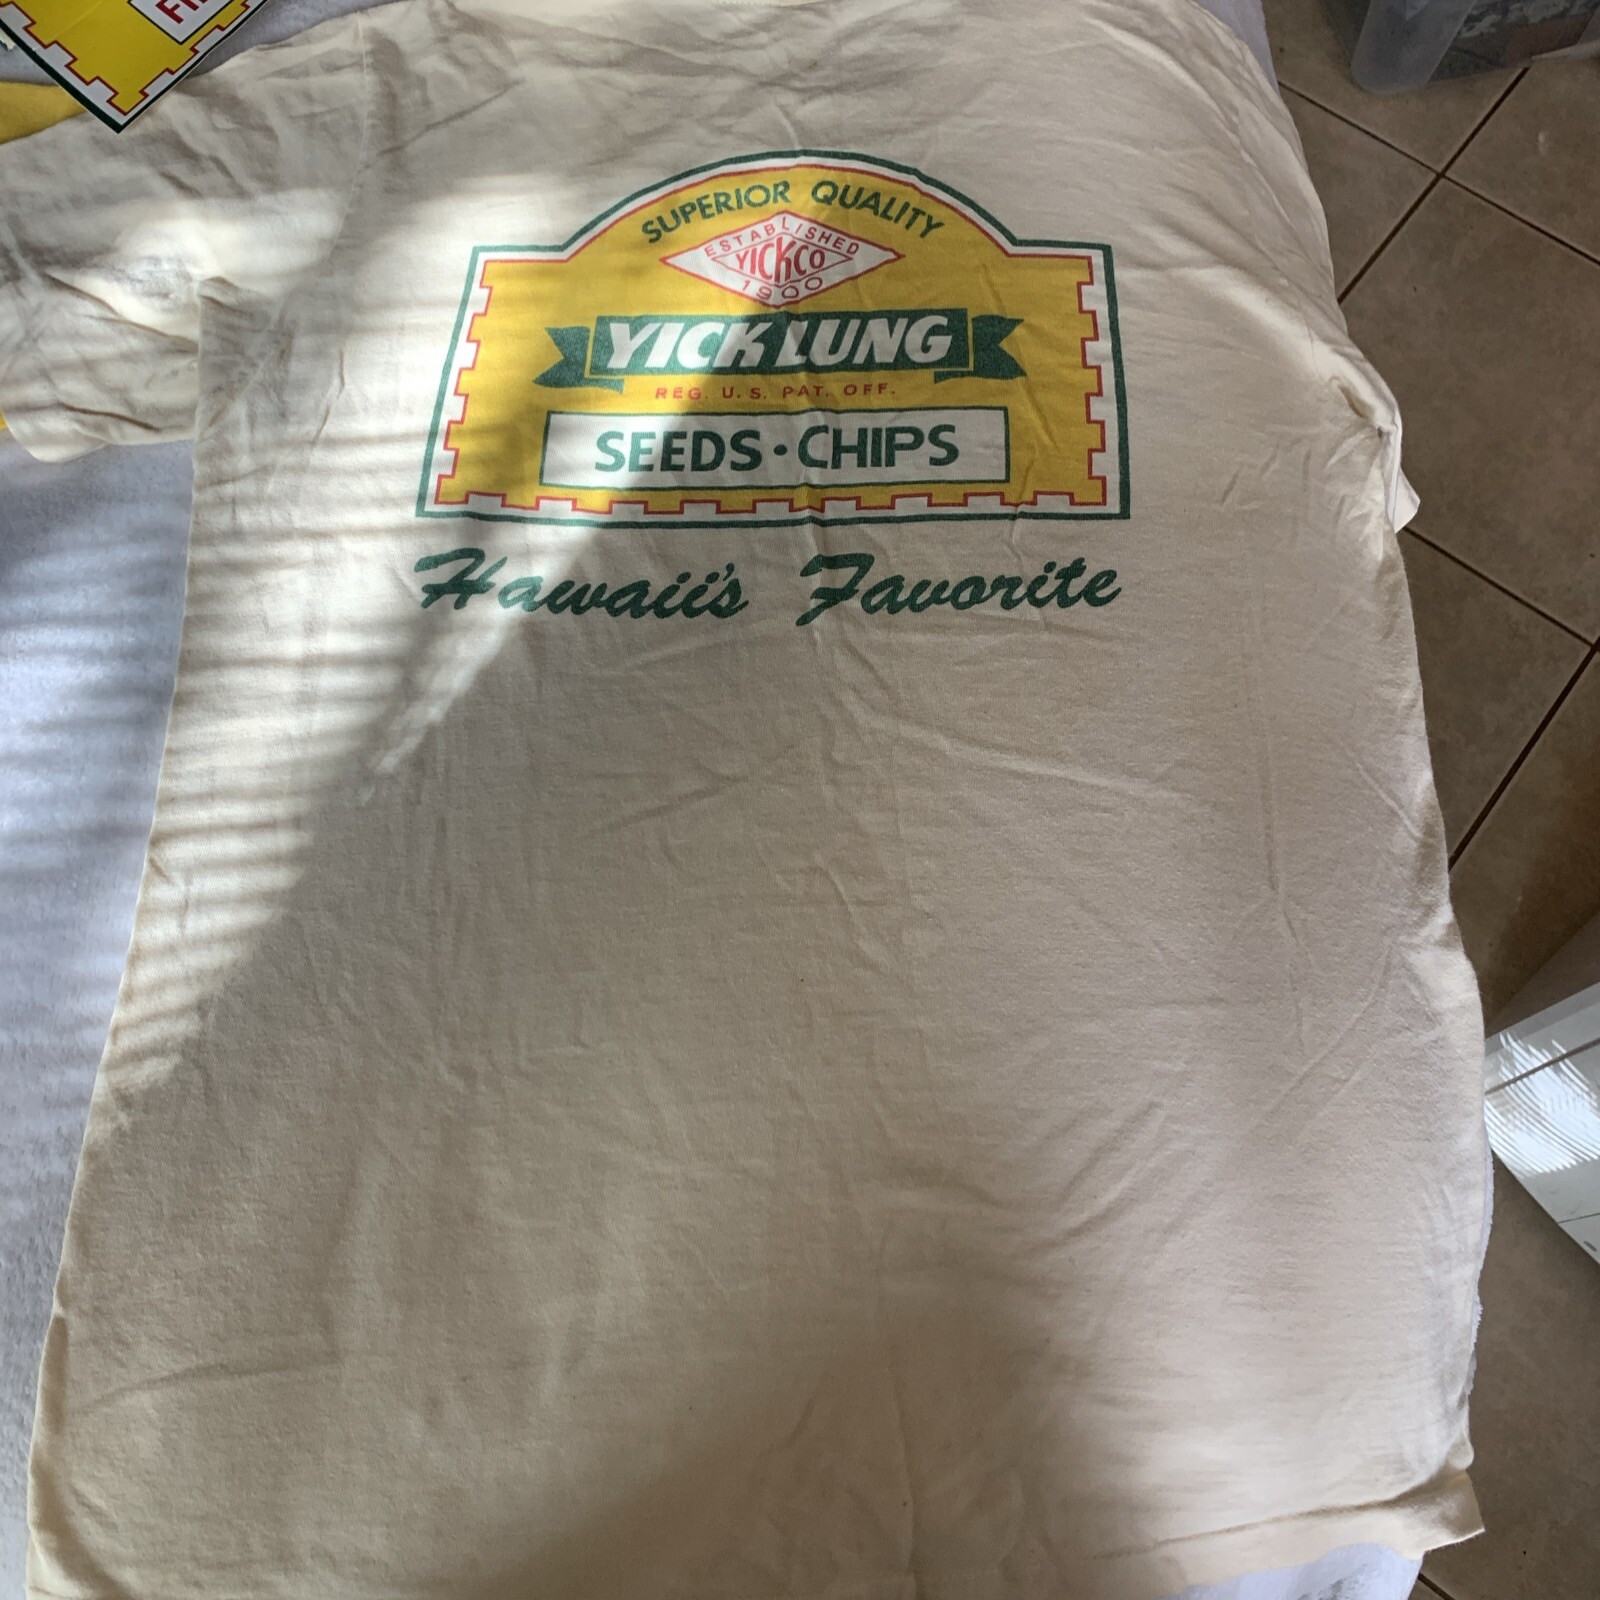 SUPERIOR QUALITY
ESTABLISHED
YICKCO
1900
YICK LUNG
REG. U.S. PAT. OFF.
SEEDS · CHIPS
Hawaii's Favorite